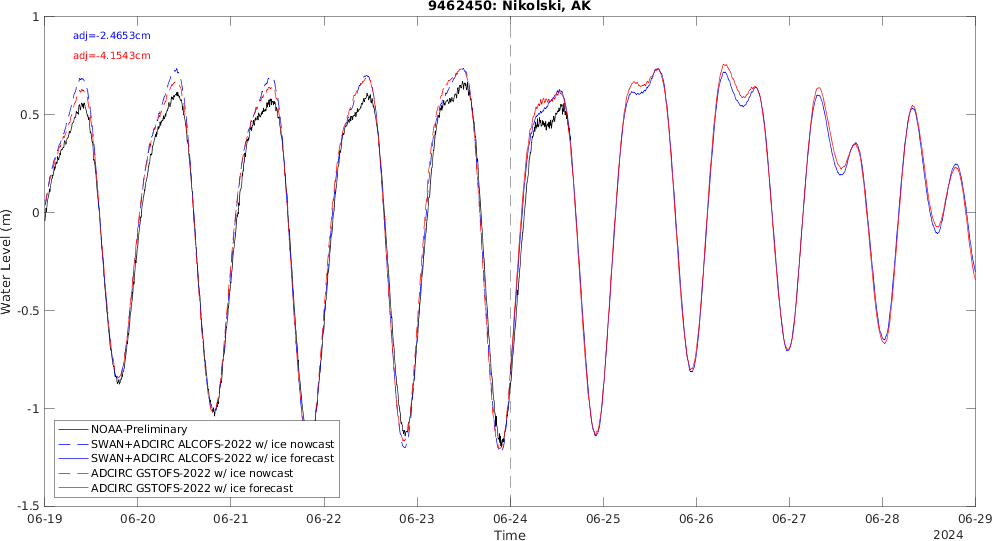 9462450: Nikolski, AK
adj=-2.4653cm
adj=-4.1543cm
Water Level (m)
1
0.5
0
-0.5
-1
-1.5
NOAA-Preliminary
SWAN+ADCIRC ALCOFS-2022 w/ ice nowcast
SWAN+ADCIRC ALCOFS-2022 w/ ice forecast
ADCIRC GSTOFS-2022 w/ ice nowcast
ADCIRC GSTOFS-2022 w/ ice forecast
06-19 06-20 06-21 06-22 06-23 06-24 06-25 06-26 06-27 06-28 06-29
Time
2024